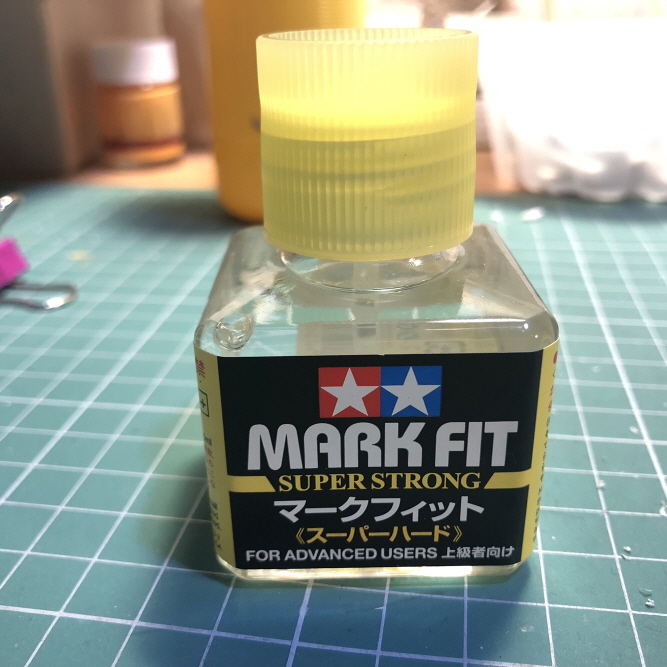 MARK FIT
SUPER STRONG
マークフィット
《スーパーハード》
FOR ADVANCED USERS 上級者向け